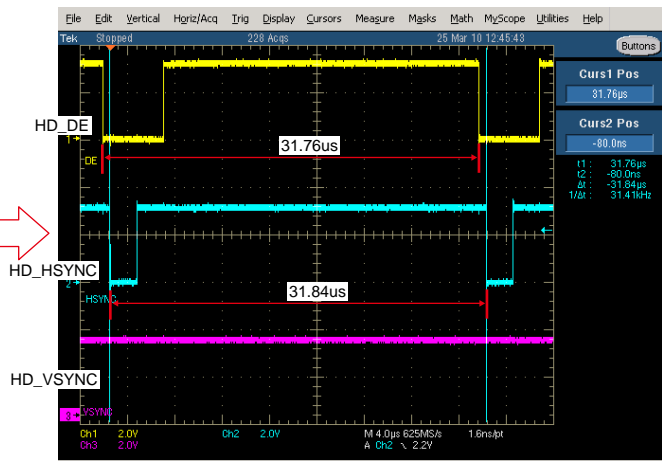 File Edit Vertical Horiz/Acq Trig Display Cursors Measure Masks Math MyScope Utilities Help
Tek Stopped 228 Acqs 25 Mar 10 12:45:43
Buttons
Curs1 Pos
31.76µs
Curs2 Pos
-80.0ns
t1 : 31.76µs
t2 : -80.0ns
Δt : -31.84µs
1/Δt : 31.41kHz
HD_DE
1
DE
31.76us
HD_HSYNC
2
HSYNC
31.84us
HD_VSYNC
3
VSYNC
Ch1 2.0V Ch2 2.0V M 4.0µs 625MS/s 1.6ns/pt
Ch3 2.0V A Ch2 \ 2.2V